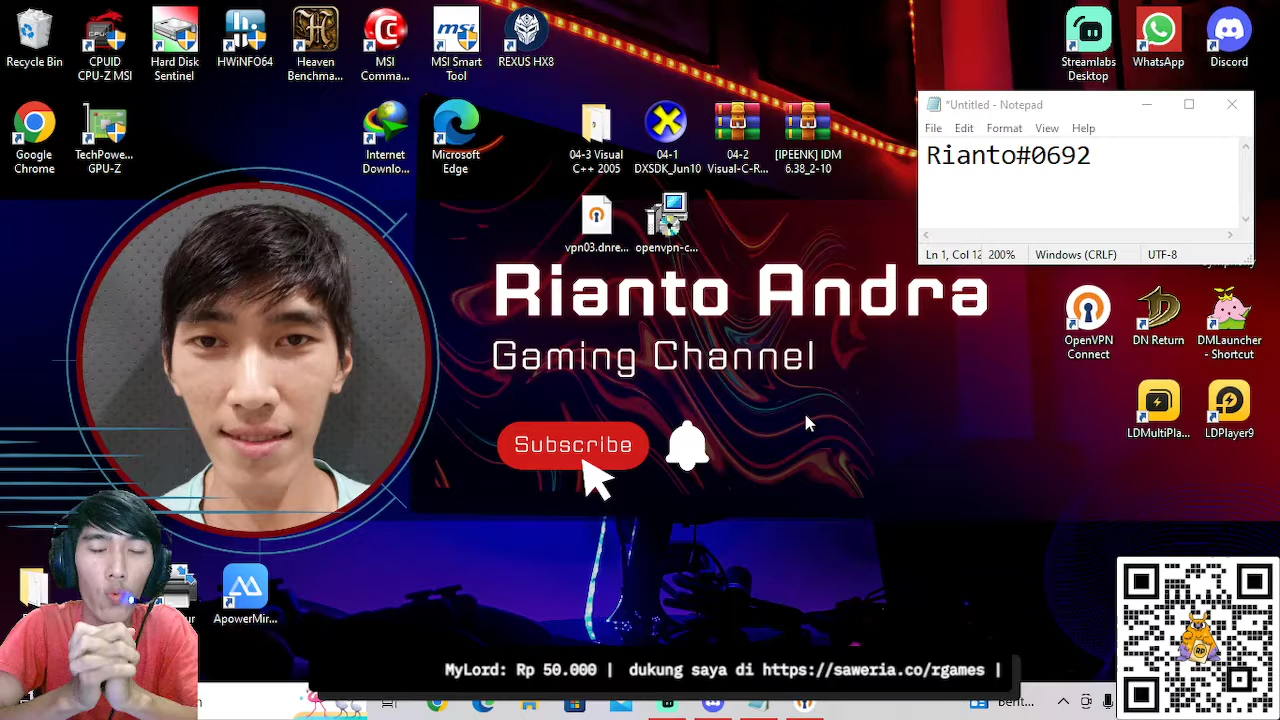 Recycle Bin
CPUID
CPU-Z MSI
Hard Disk
Sentinel
HWiNFO64
Heaven
Benchma...
MSI
Comma...
MSI Smart
Tool
REXUS HX8
Streamlabs
Desktop
WhatsApp
Discord
Google
Chrome
TechPowe...
GPU-Z
Internet
Downlo...
Microsoft
Edge
04-3 Visual
C++ 2005
04-1
DXSDK_Jun10
04-2
Visual-C-R...
[IPEENK] IDM
6.38_2-10
*Untitled - Notepad
File Edit Format View Help
Rianto#0692
Ln 1, Col 12 200% Windows (CRLF) UTF-8
vpn03.dnre...
openvpn-c...
Rianto Andra
Gaming Channel
Subscribe
OpenVPN
Connect
DN Return
DMLauncher
- Shortcut
LDMultiPla...
LDPlayer9
ApowerMir...
RP
MyLord: Rp 50.000 | dukung saya di https://saweria.co/rgames